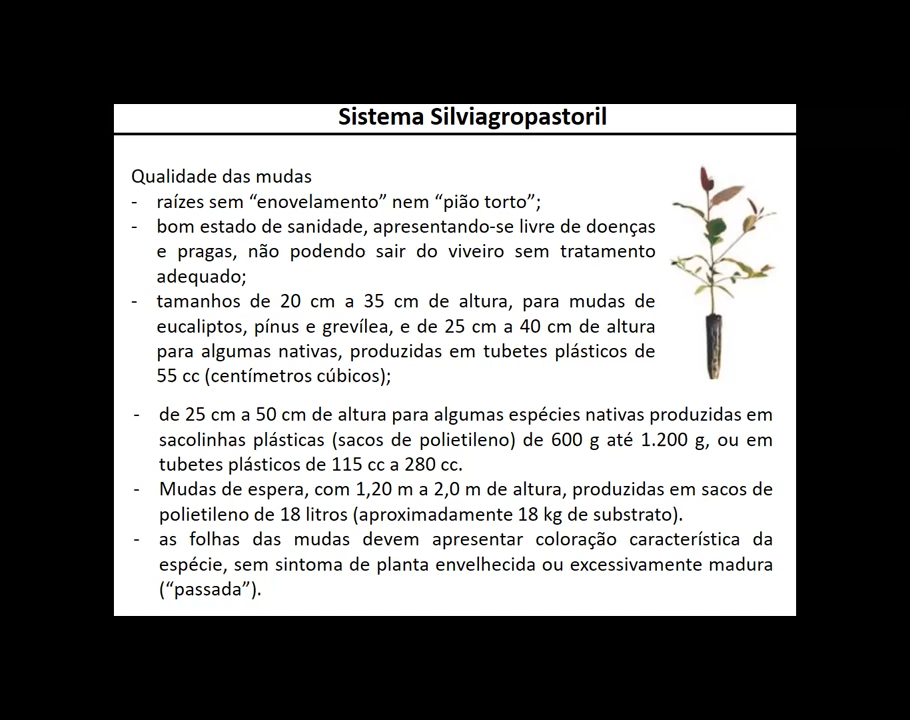 Sistema Silviagropastoril
Qualidade das mudas
- raízes sem “enovelamento” nem “pião torto”;
- bom estado de sanidade, apresentando-se livre de doenças
e pragas, não podendo sair do viveiro sem tratamento
adequado;
- tamanhos de 20 cm a 35 cm de altura, para mudas de
eucaliptos, pínus e grevílea, e de 25 cm a 40 cm de altura
para algumas nativas, produzidas em tubetes plásticos de
55 cc (centímetros cúbicos);
- de 25 cm a 50 cm de altura para algumas espécies nativas produzidas em
sacolinhas plásticas (sacos de polietileno) de 600 g até 1.200 g, ou em
tubetes plásticos de 115 cc a 280 cc.
- Mudas de espera, com 1,20 m a 2,0 m de altura, produzidas em sacos de
polietileno de 18 litros (aproximadamente 18 kg de substrato).
- as folhas das mudas devem apresentar coloração característica da
espécie, sem sintoma de planta envelhecida ou excessivamente madura
(“passada”).